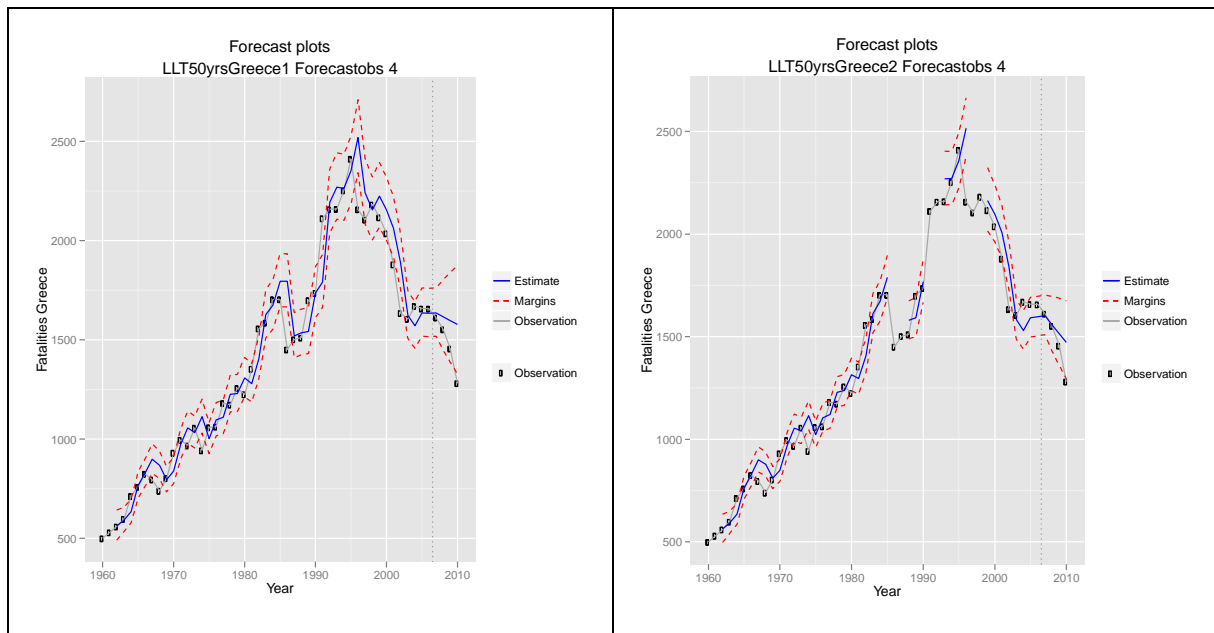 Forecast plots
LLT50yrsGreece1 Forecastobs 4
2500
2000
1500
1000
500
Fatalities Greece
1960 1970 1980 1990 2000 2010
Year
Estimate
Margins
Observation
Observation
Forecast plots
LLT50yrsGreece2 Forecastobs 4
2500
2000
1500
1000
500
Fatalities Greece
1960 1970 1980 1990 2000 2010
Year
Estimate
Margins
Observation
Observation